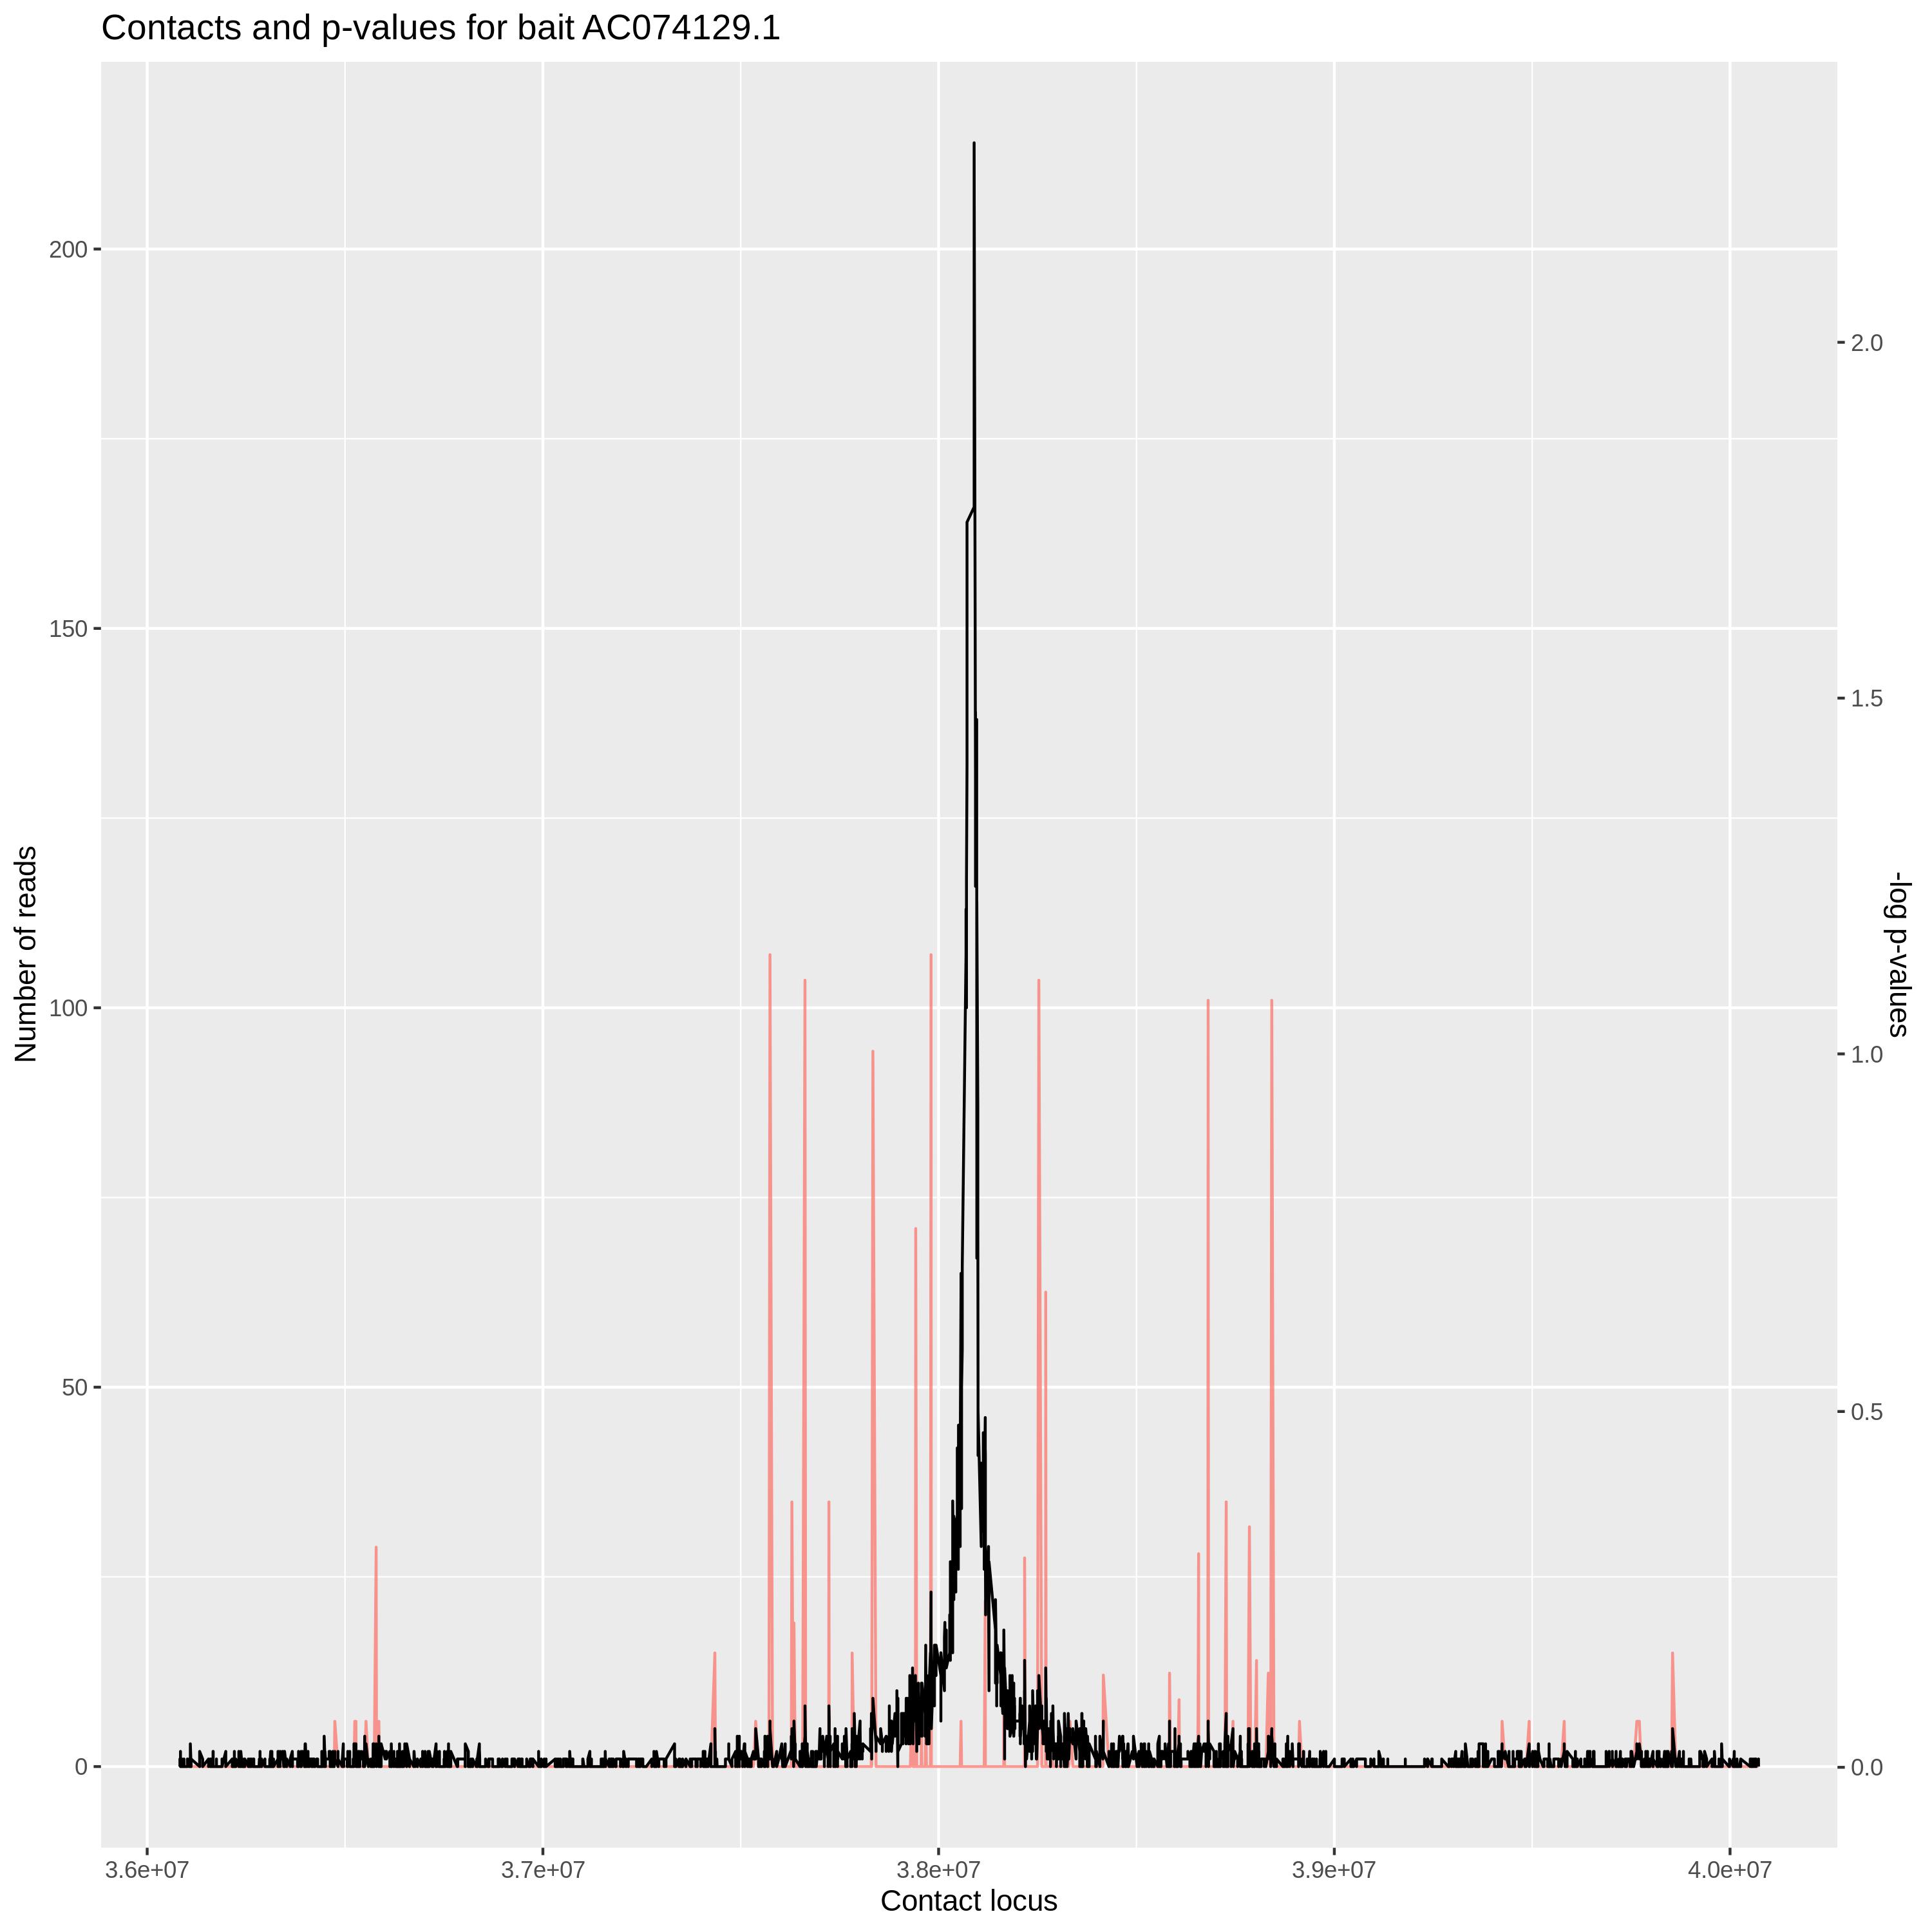 Contacts and p-values for bait AC074129.1
200
150
100
50
0
Number of reads
2.0
1.5
1.0
0.5
0.0
-log p-values
3.6e+07
3.7e+07
3.8e+07
3.9e+07
4.0e+07
Contact locus